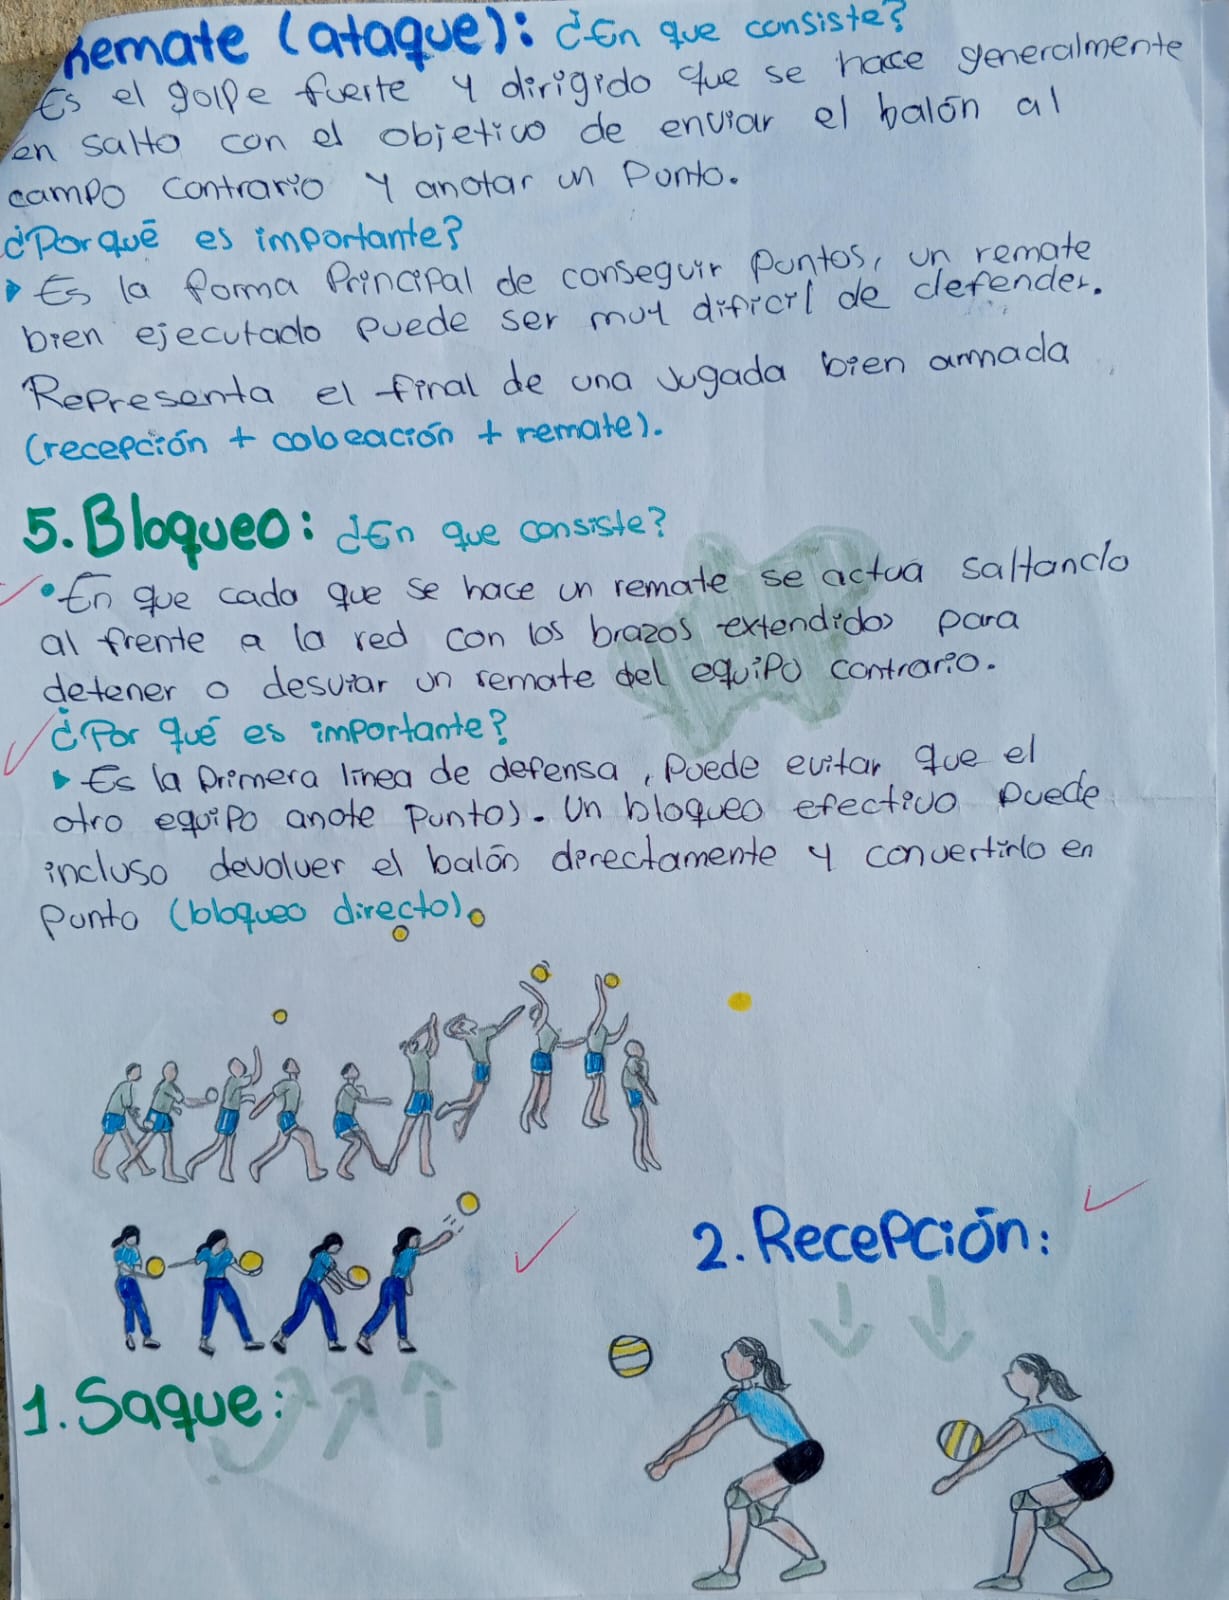 Remate (ataque): ¿En que consiste?
Es el golpe fuerte y dirigido que se hace generalmente
en salto con el objetivo de enviar el balón al
campo contrario y anotar un Punto.
¿Porqué es importante?
Es la forma Principal de conseguir puntos, un remate
bien ejecutado puede ser muy dificil de defender.
Representa el final de una Jugada bien armada
(recepción + colocación + remate).
5. Bloqueo: ¿En que consiste?
• En que cada que se hace un remate se actua saltando
al frente a la red con los brazos extendidos para
detener o desviar un remate del equipo contrario.
¿Por qué es importante?
Es la primera línea de defensa, Puede evitar que el
otro equipo anote puntos. Un bloqueo efectivo puede
incluso devolver el balón directamente y convertirlo en
punto (bloqueo directo).
2. Recepción:
1. Saque: